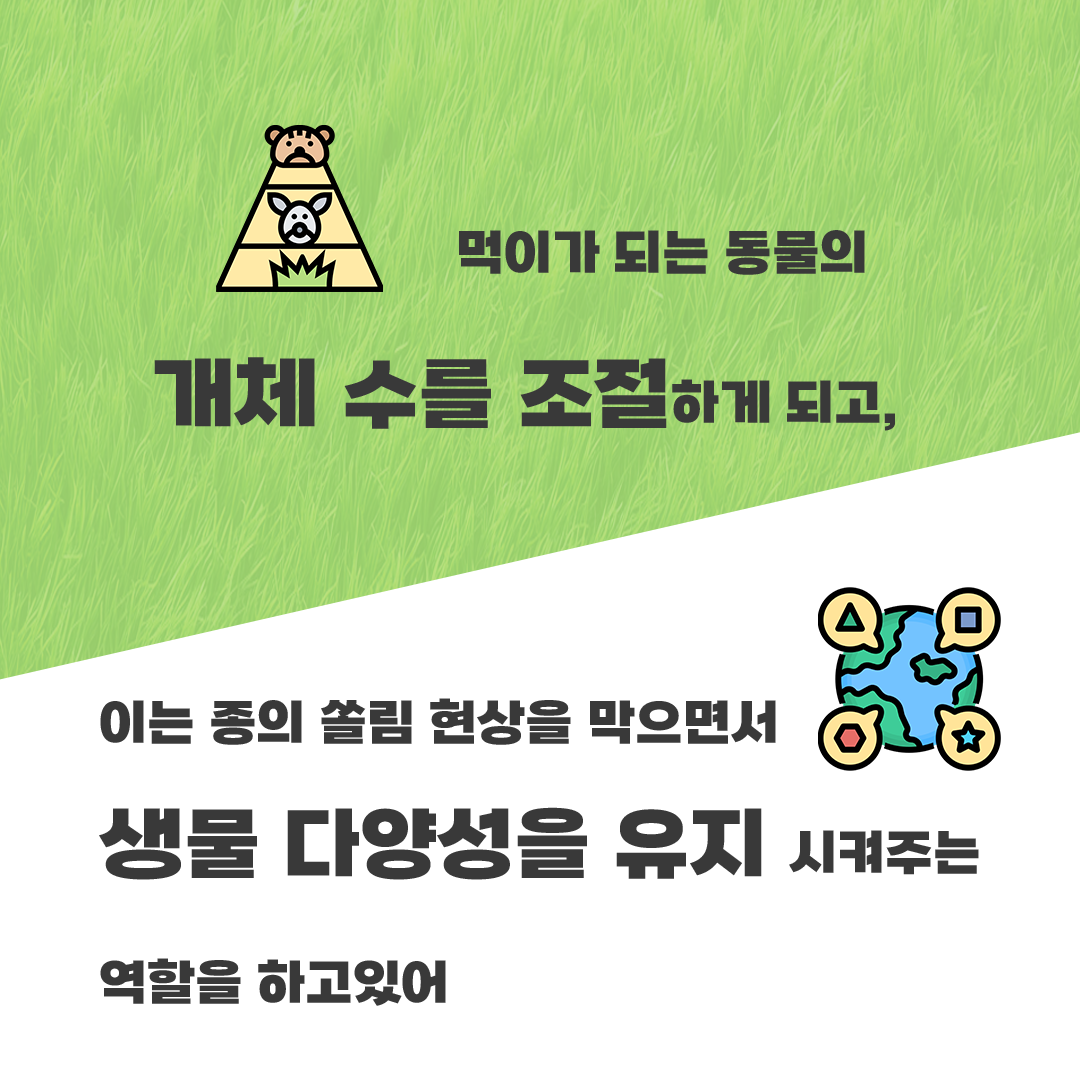 먹이가 되는 동물의
개체 수를 조절하게 되고,
이는 종의 쏠림 현상을 막으면서
생물 다양성을 유지 시켜주는
역할을 하고있어